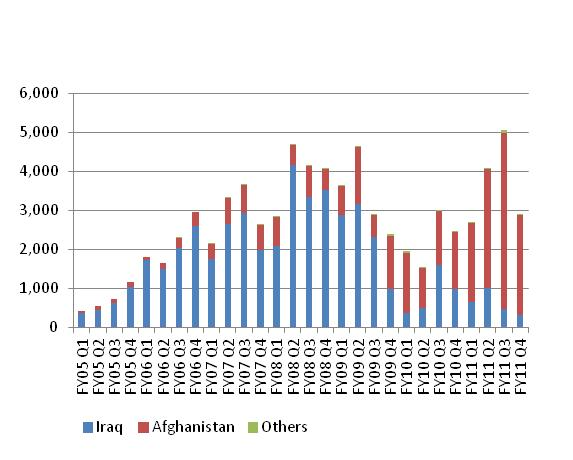 6,000
5,000
4,000
3,000
2,000
1,000
0
FY05 Q1
FY05 Q2
FY05 Q3
FY05 Q4
FY06 Q1
FY06 Q2
FY06 Q3
FY06 Q4
FY07 Q1
FY07 Q2
FY07 Q3
FY07 Q4
FY08 Q1
FY08 Q2
FY08 Q3
FY08 Q4
FY09 Q1
FY09 Q2
FY09 Q3
FY09 Q4
FY10 Q1
FY10 Q2
FY10 Q3
FY10 Q4
FY11 Q1
FY11 Q2
FY11 Q3
FY11 Q4
Iraq Afghanistan Others